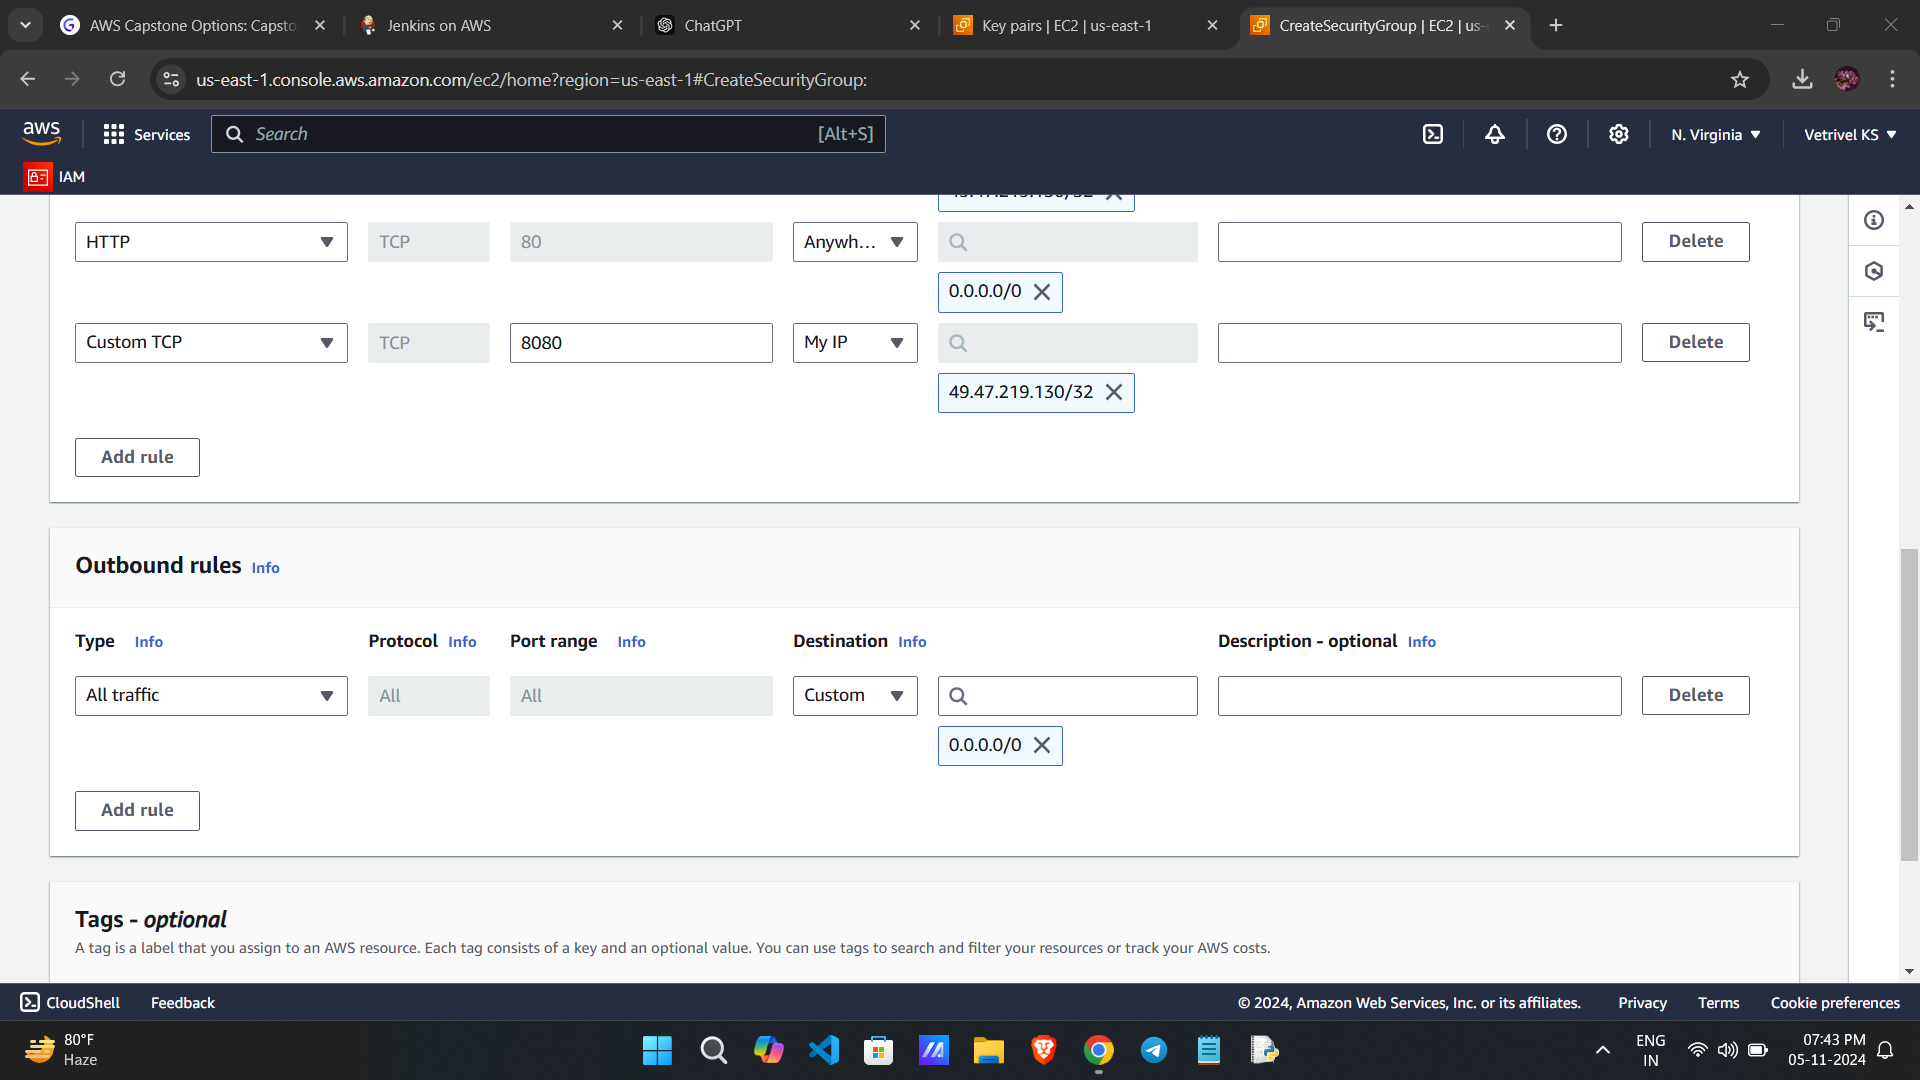 AWS Capstone Options: Capsto
Jenkins on AWS
ChatGPT
Key pairs | EC2 | us-east-1
CreateSecurityGroup | EC2 | us-
us-east-1.console.aws.amazon.com/ec2/home?region=us-east-1#CreateSecurityGroup:
aws
Services
Search
[Alt+S]
N. Virginia
Vetrivel KS
IAM
HTTP
TCP
80
Anywh...
Delete
0.0.0.0/0
Custom TCP
TCP
8080
My IP
Delete
49.47.219.130/32
Add rule
Outbound rules Info
Type Info
Protocol Info
Port range Info
Destination Info
Description - optional Info
All traffic
All
All
Custom
Delete
0.0.0.0/0
Add rule
Tags - optional
A tag is a label that you assign to an AWS resource. Each tag consists of a key and an optional value. You can use tags to search and filter your resources or track your AWS costs.
CloudShell
Feedback
© 2024, Amazon Web Services, Inc. or its affiliates.
Privacy
Terms
Cookie preferences
80°F
Haze
ENG
IN
07:43 PM
05-11-2024